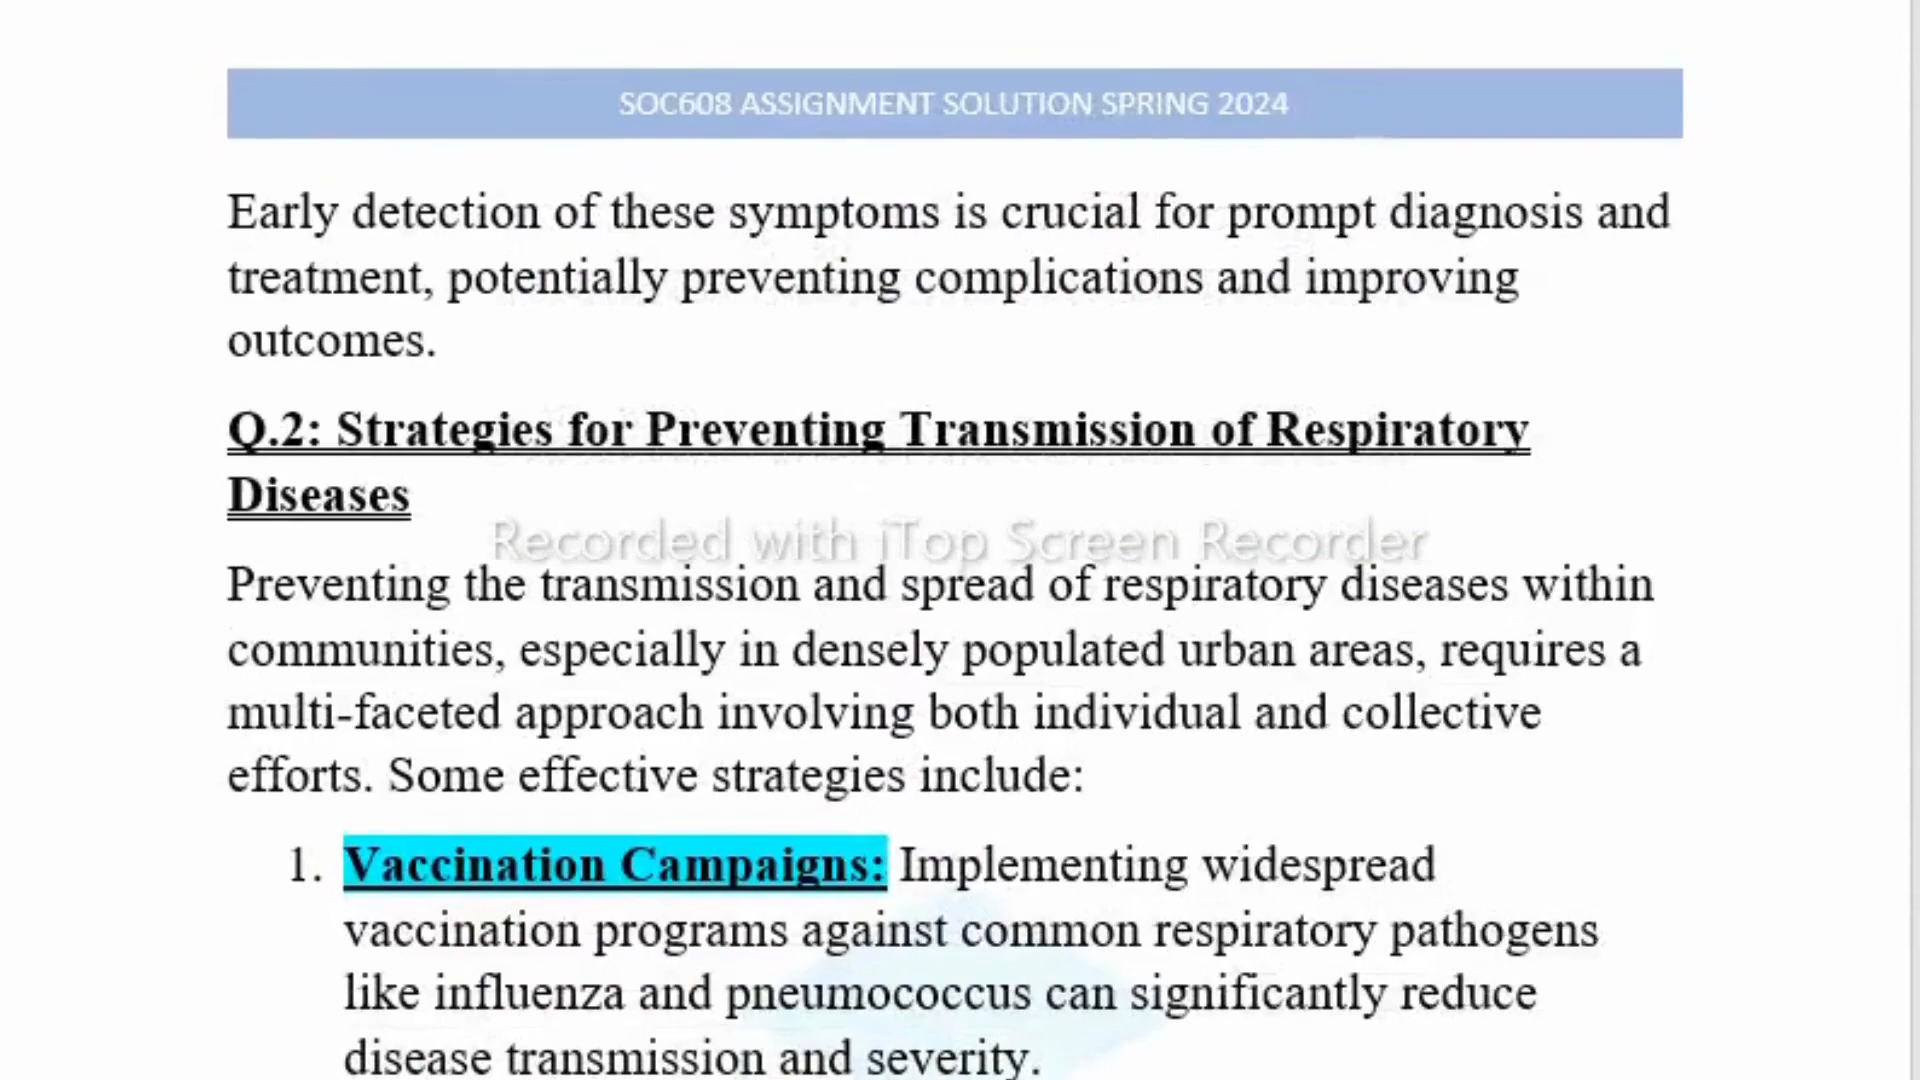 SOC608 ASSIGNMENT SOLUTION SPRING 2024
Early detection of these symptoms is crucial for prompt diagnosis and
treatment, potentially preventing complications and improving
outcomes.
Q.2: Strategies for Preventing Transmission of Respiratory
Diseases
Recorded with iTop Screen Recorder
Preventing the transmission and spread of respiratory diseases within
communities, especially in densely populated urban areas, requires a
multi-faceted approach involving both individual and collective
efforts. Some effective strategies include:
1. Vaccination Campaigns: Implementing widespread
vaccination programs against common respiratory pathogens
like influenza and pneumococcus can significantly reduce
disease transmission and severity.